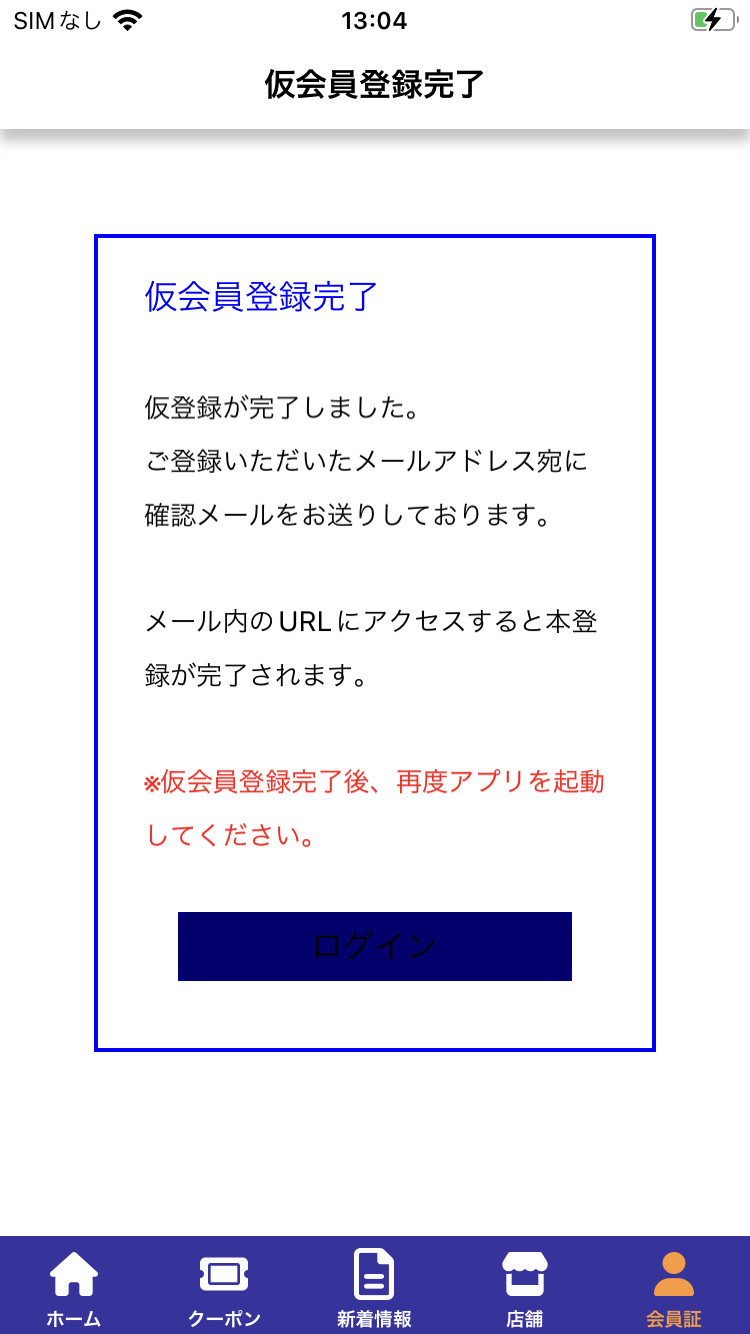 SIMなし 13:04
仮会員登録完了
仮会員登録完了
仮登録が完了しました。
ご登録いただいたメールアドレス宛に
確認メールをお送りしております。
メール内のURLにアクセスすると本登
録が完了されます。
※仮会員登録完了後、再度アプリを起動
してください。
ログイン
ホーム クーポン 新着情報 店舗 会員証